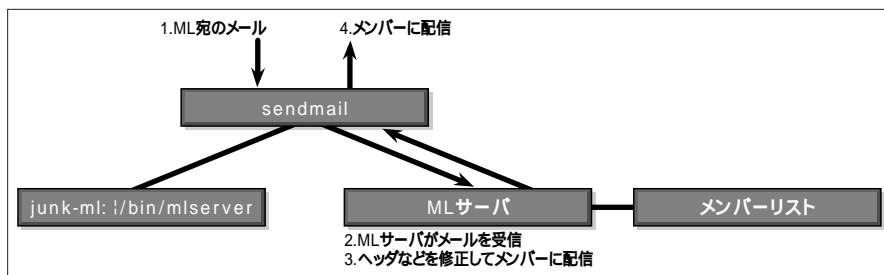 1.ML宛のメール
4.メンバーに配信
sendmail
junk-ml: ¦/bin/mlserver
MLサーバ
メンバーリスト
2.MLサーバがメールを受信
3.ヘッダなどを修正してメンバーに配信